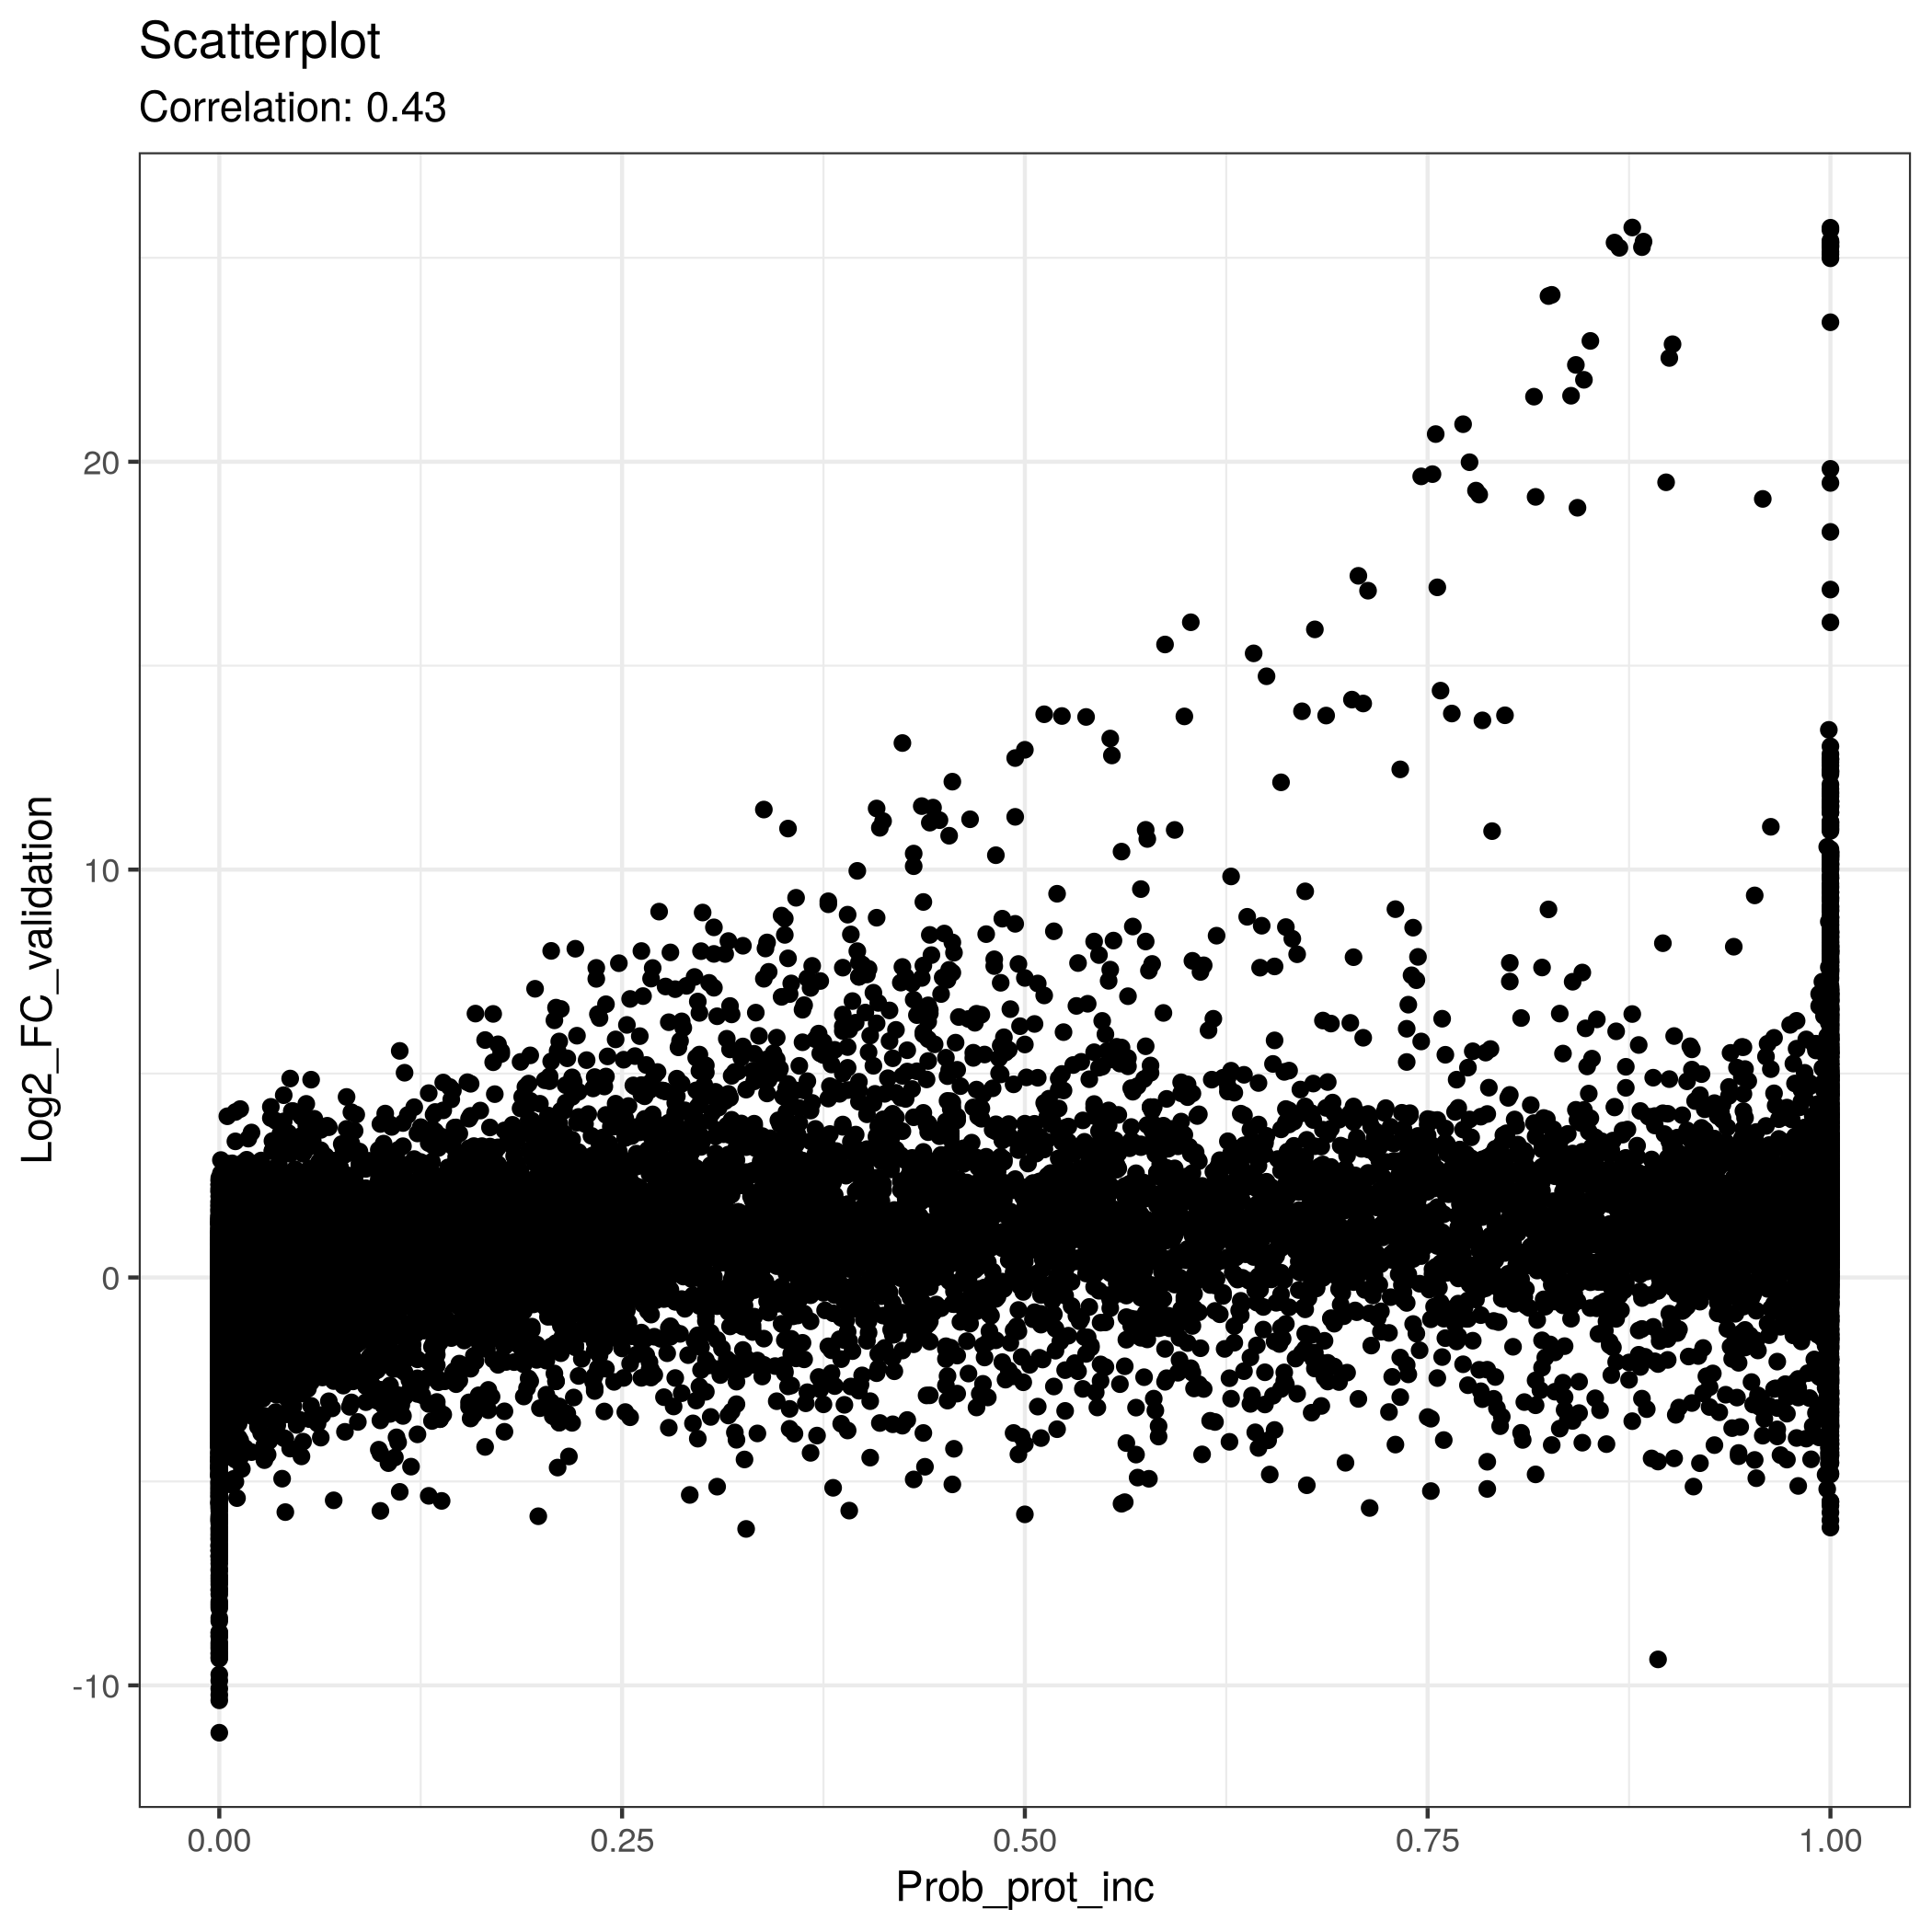 Scatterplot
Correlation: 0.43
20
10
0
-10
Log2_FC_validation
0.00 0.25 0.50 0.75 1.00
Prob_prot_inc